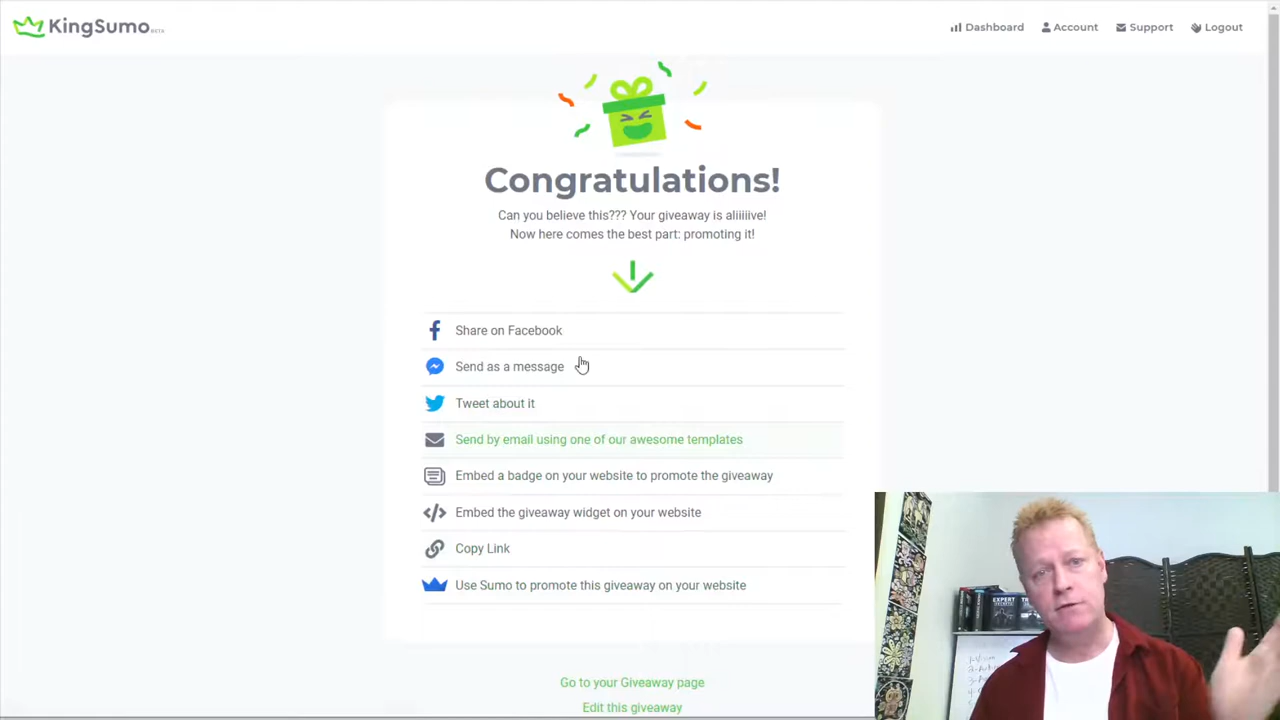 KingSumo BETA
Dashboard Account Support Logout
Congratulations!
Can you believe this??? Your giveaway is aliiiiive!
Now here comes the best part: promoting it!
Share on Facebook
Send as a message
Tweet about it
Send by email using one of our awesome templates
Embed a badge on your website to promote the giveaway
Embed the giveaway widget on your website
Copy Link
Use Sumo to promote this giveaway on your website
EXPERT
Go to your Giveaway page
Edit this giveaway